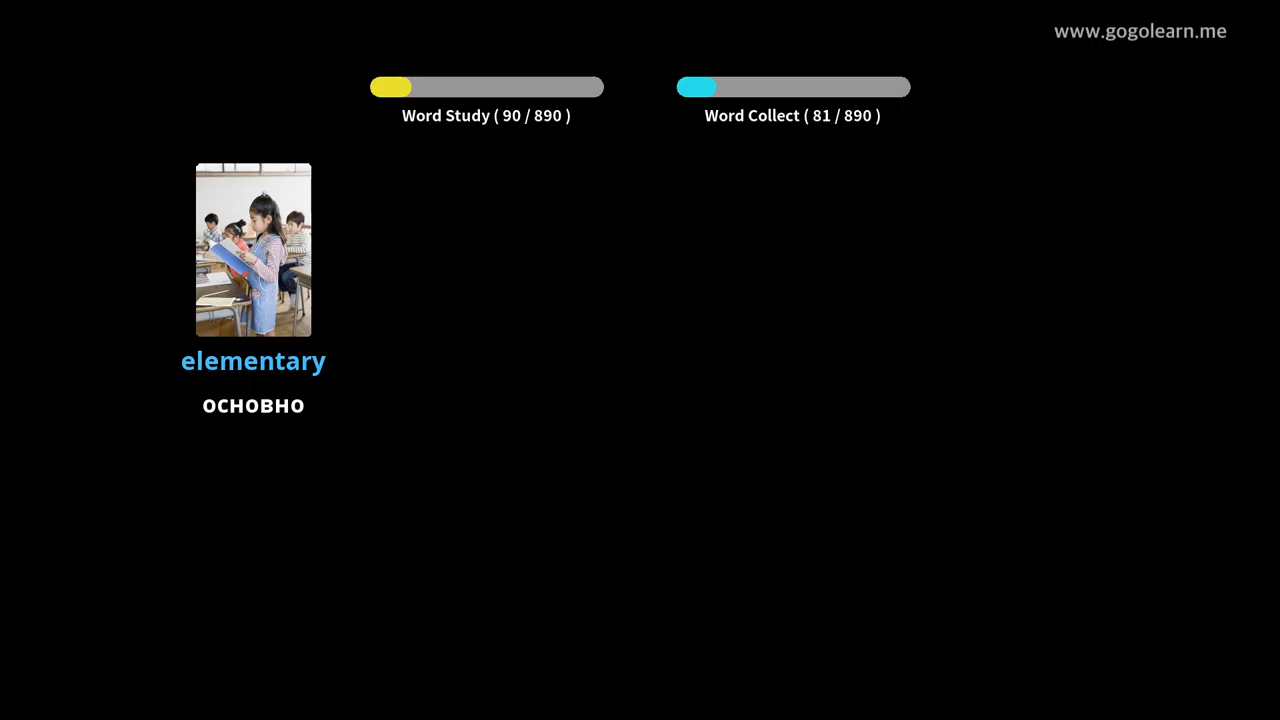 www.gogolearn.me
Word Study ( 90 / 890 )
Word Collect ( 81 / 890 )
elementary
основно